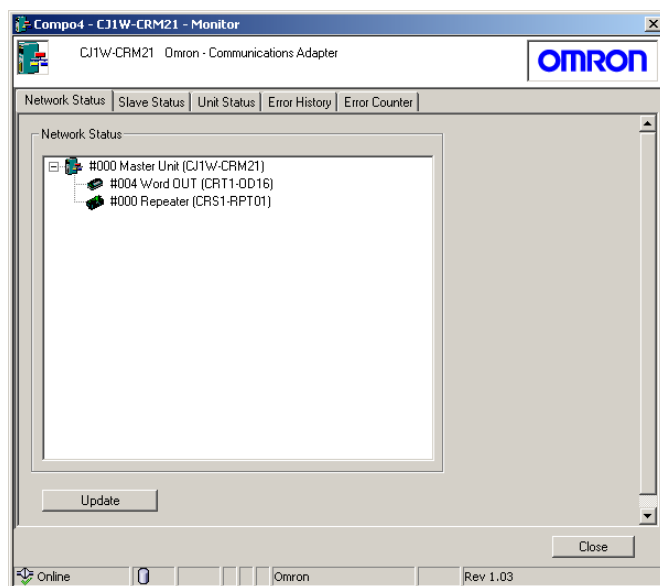 Compo4 - CJ1W-CRM21 - Monitor
CJ1W-CRM21 Omron - Communications Adapter
OMRON
Network Status Slave Status Unit Status Error History Error Counter
Network Status
#000 Master Unit (CJ1W-CRM21)
#004 Word OUT (CRT1-OD16)
#000 Repeater (CRS1-RPT01)
Update
Close
Online Omron Rev 1.03